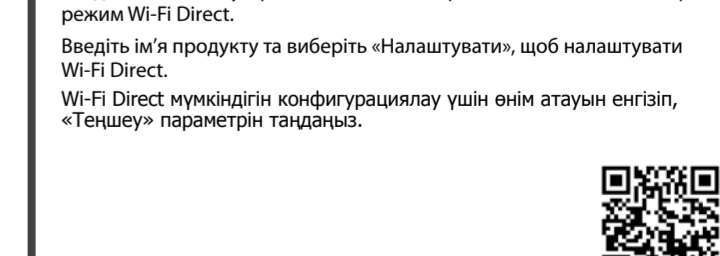 режим Wi-Fi Direct.
Введіть ім’я продукту та виберіть «Налаштувати», щоб налаштувати
Wi-Fi Direct.
Wi-Fi Direct мүмкіндігін конфигурациялау үшін өнім атауын енгізіп,
«Теңшеу» параметрін таңдаңыз.